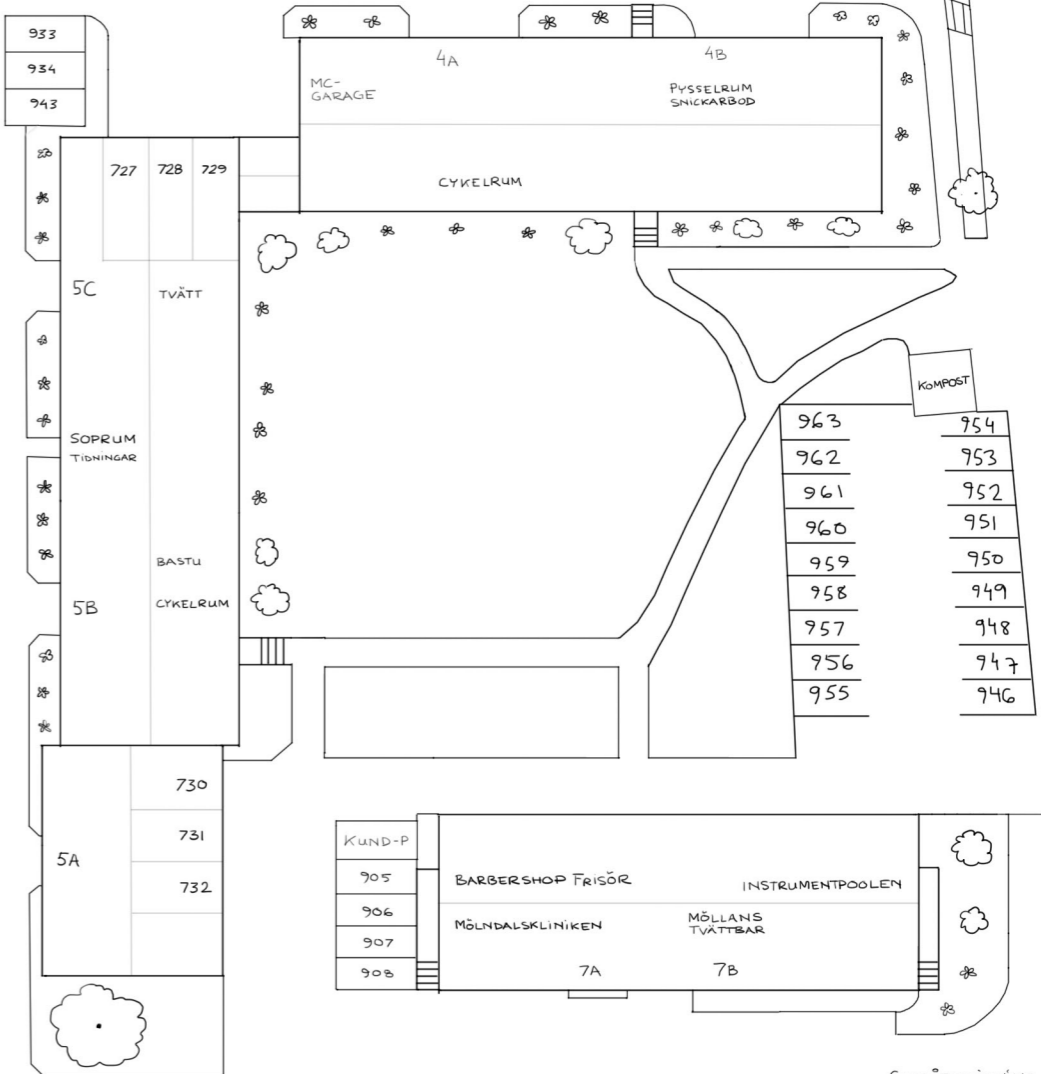 933
934
943
4A
4B
MC-
GARAGE
PYSSELRUM
SNICKARBOD
CYKELRUM
727
728
729
5C
TVÄTT
SOPRUM
TIDNINGAR
BASTU
5B
CYKELRUM
KOMPOST
963
962
961
960
959
958
957
956
955
954
953
952
951
950
949
948
947
946
730
731
732
5A
KUND-P
905
906
907
908
BARBERSHOP FRISÖR
INSTRUMENTPOOLEN
MÖLNDALSKLINIKEN
MÖLLANS
TVÄTTBAR
7A
7B